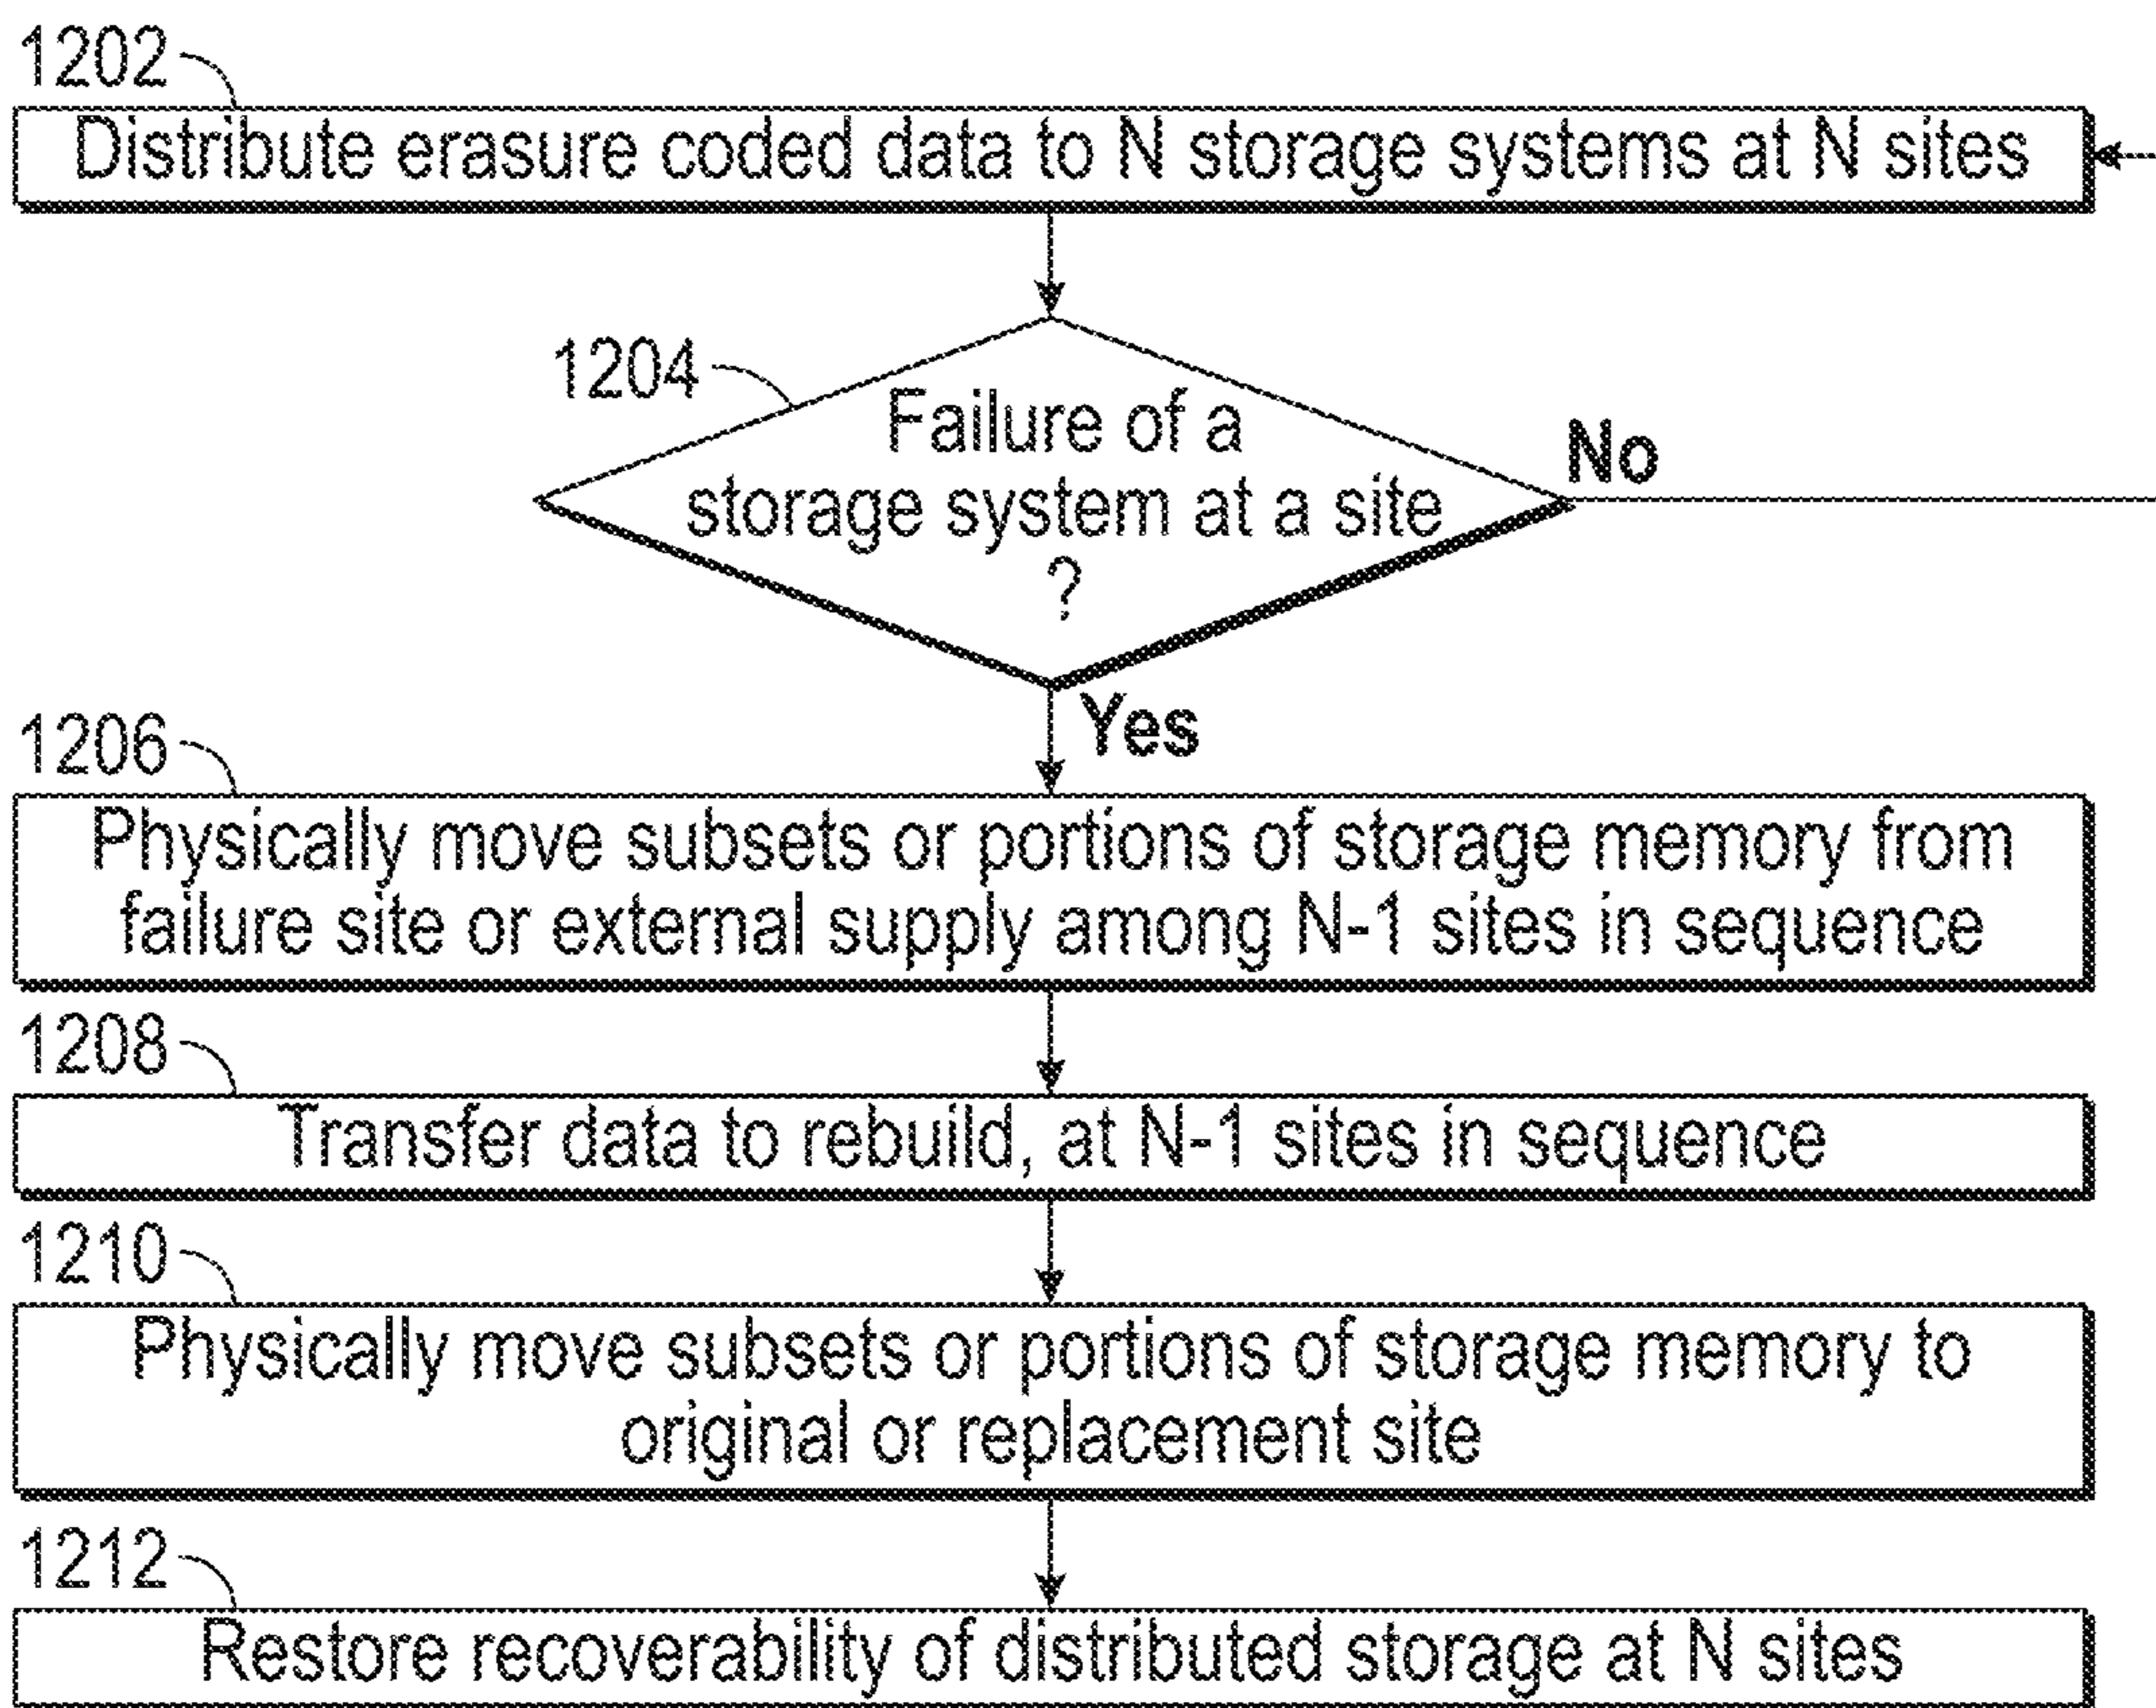 1202
Distribute erasure coded data to N storage systems at N sites
1204
Failure of a
storage system at a site
?
No
Yes
1206
Physically move subsets or portions of storage memory from
failure site or external supply among N-1 sites in sequence
1208
Transfer data to rebuild, at N-1 sites in sequence
1210
Physically move subsets or portions of storage memory to
original or replacement site
1212
Restore recoverability of distributed storage at N sites